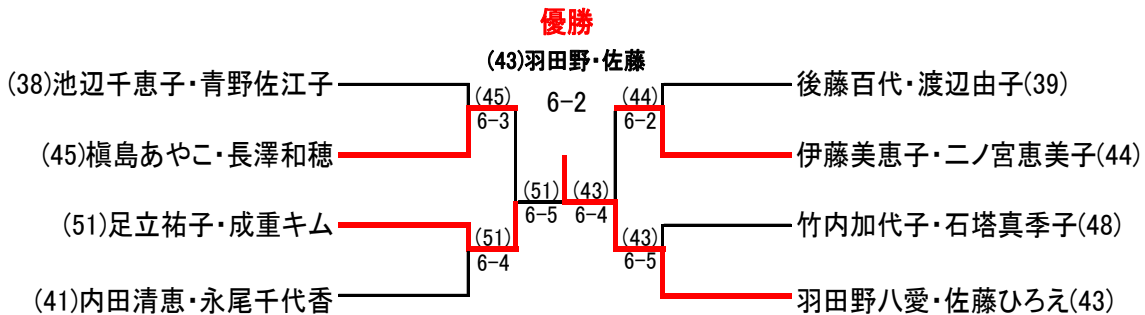 優勝
(43)羽田野・佐藤
6-2
(38)池辺千恵子・青野佐江子
(45)槇島あやこ・長澤和穂
(51)足立祐子・成重キム
(41)内田清恵・永尾千代香
(45)
6-3
(51)
6-4
(51)
6-5
(43)
6-4
(44)
6-2
(43)
6-5
後藤百代・渡辺由子(39)
伊藤美恵子・二ノ宮恵美子(44)
竹内加代子・石塔真季子(48)
羽田野八愛・佐藤ひろえ(43)